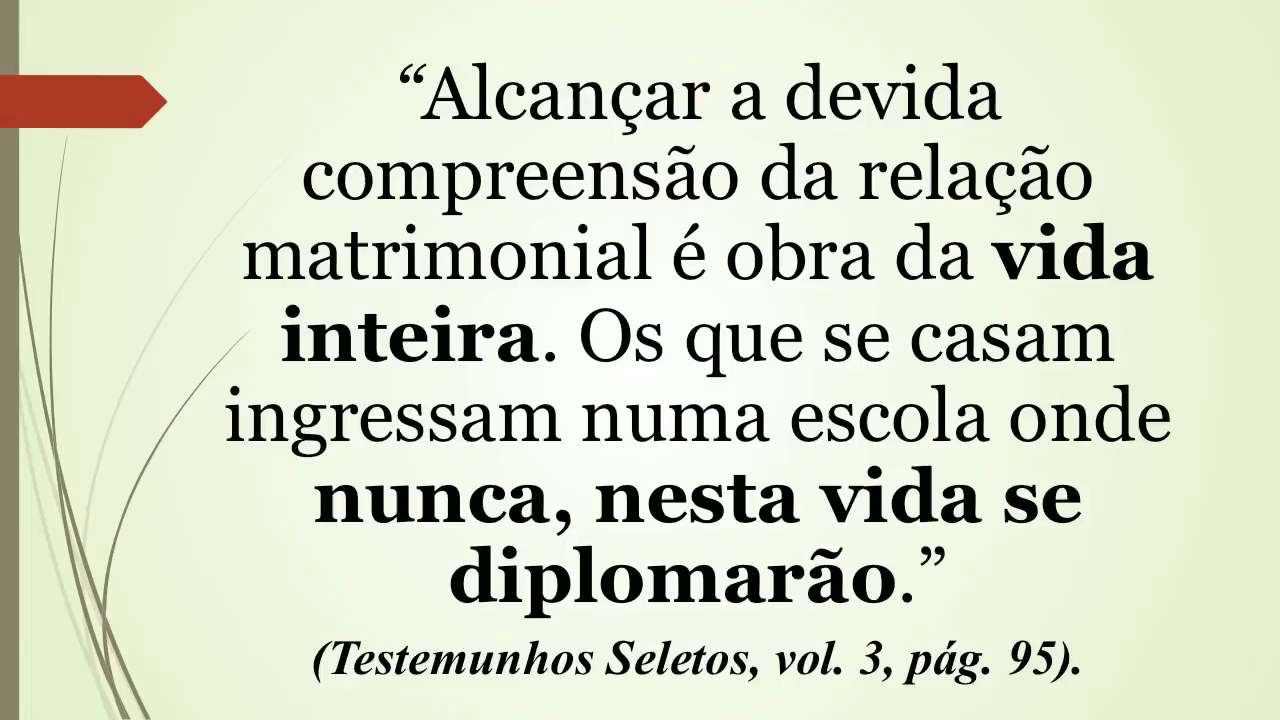 “Alcançar a devida
compreensão da relação
matrimonial é obra da vida
inteira. Os que se casam
ingressam numa escola onde
nunca, nesta vida se
diplomarão.”
(Testemunhos Seletos, vol. 3, pág. 95).